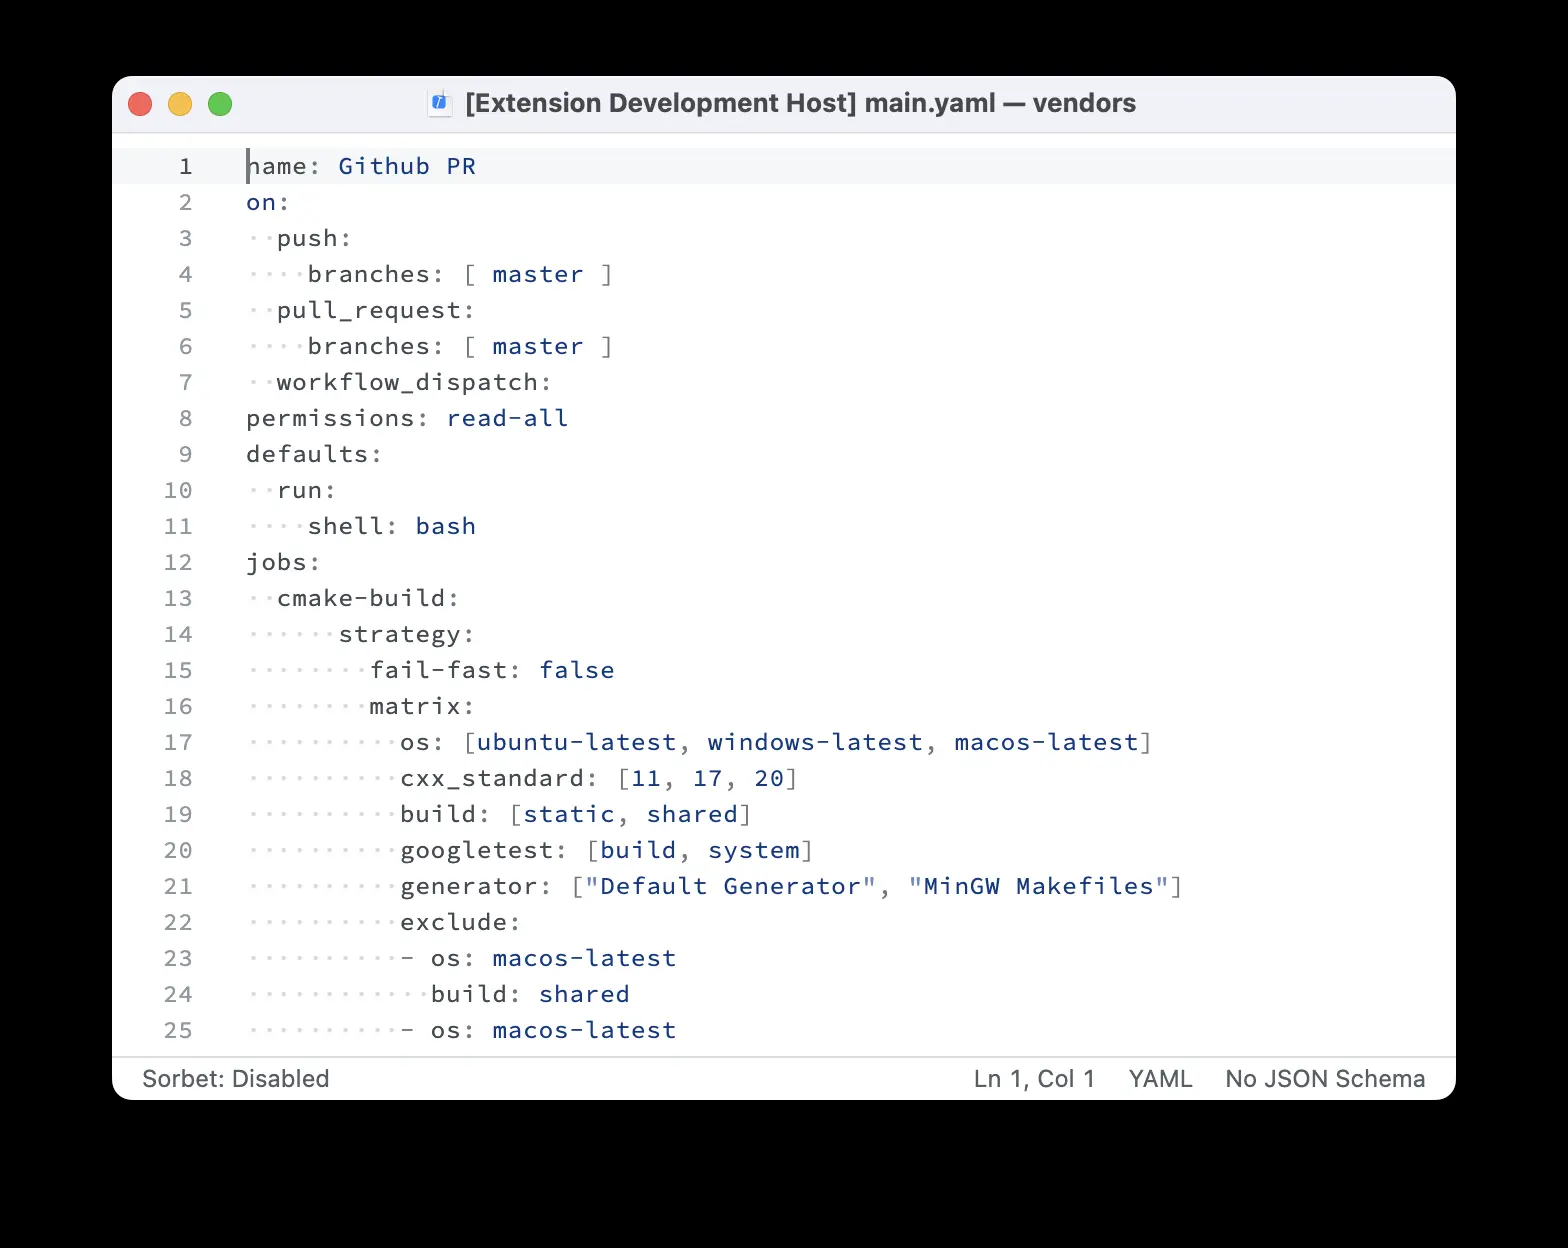 [Extension Development Host] main.yaml — vendors
1 name: Github PR
2 on:
3 ··push:
4 ····branches: [ master ]
5 ··pull_request:
6 ····branches: [ master ]
7 ··workflow_dispatch:
8 permissions: read-all
9 defaults:
10 ··run:
11 ····shell: bash
12 jobs:
13 ··cmake-build:
14 ······strategy:
15 ········fail-fast: false
16 ········matrix:
17 ··········os: [ubuntu-latest, windows-latest, macos-latest]
18 ··········cxx_standard: [11, 17, 20]
19 ··········build: [static, shared]
20 ··········googletest: [build, system]
21 ··········generator: ["Default Generator", "MinGW Makefiles"]
22 ··········exclude:
23 ··········- os: macos-latest
24 ············build: shared
25 ··········- os: macos-latest
Sorbet: Disabled Ln 1, Col 1 YAML No JSON Schema